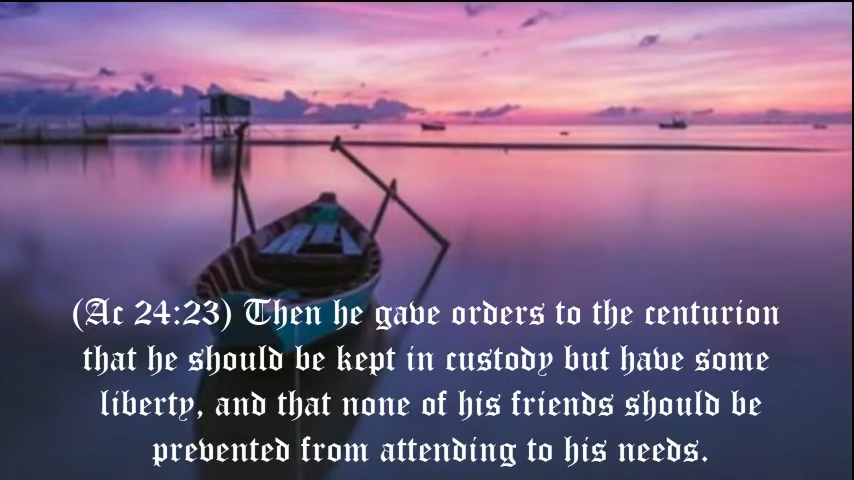 (Ac 24:23) Then he gave orders to the centurion
that he should be kept in custody but have some
liberty, and that none of his friends should be
prevented from attending to his needs.